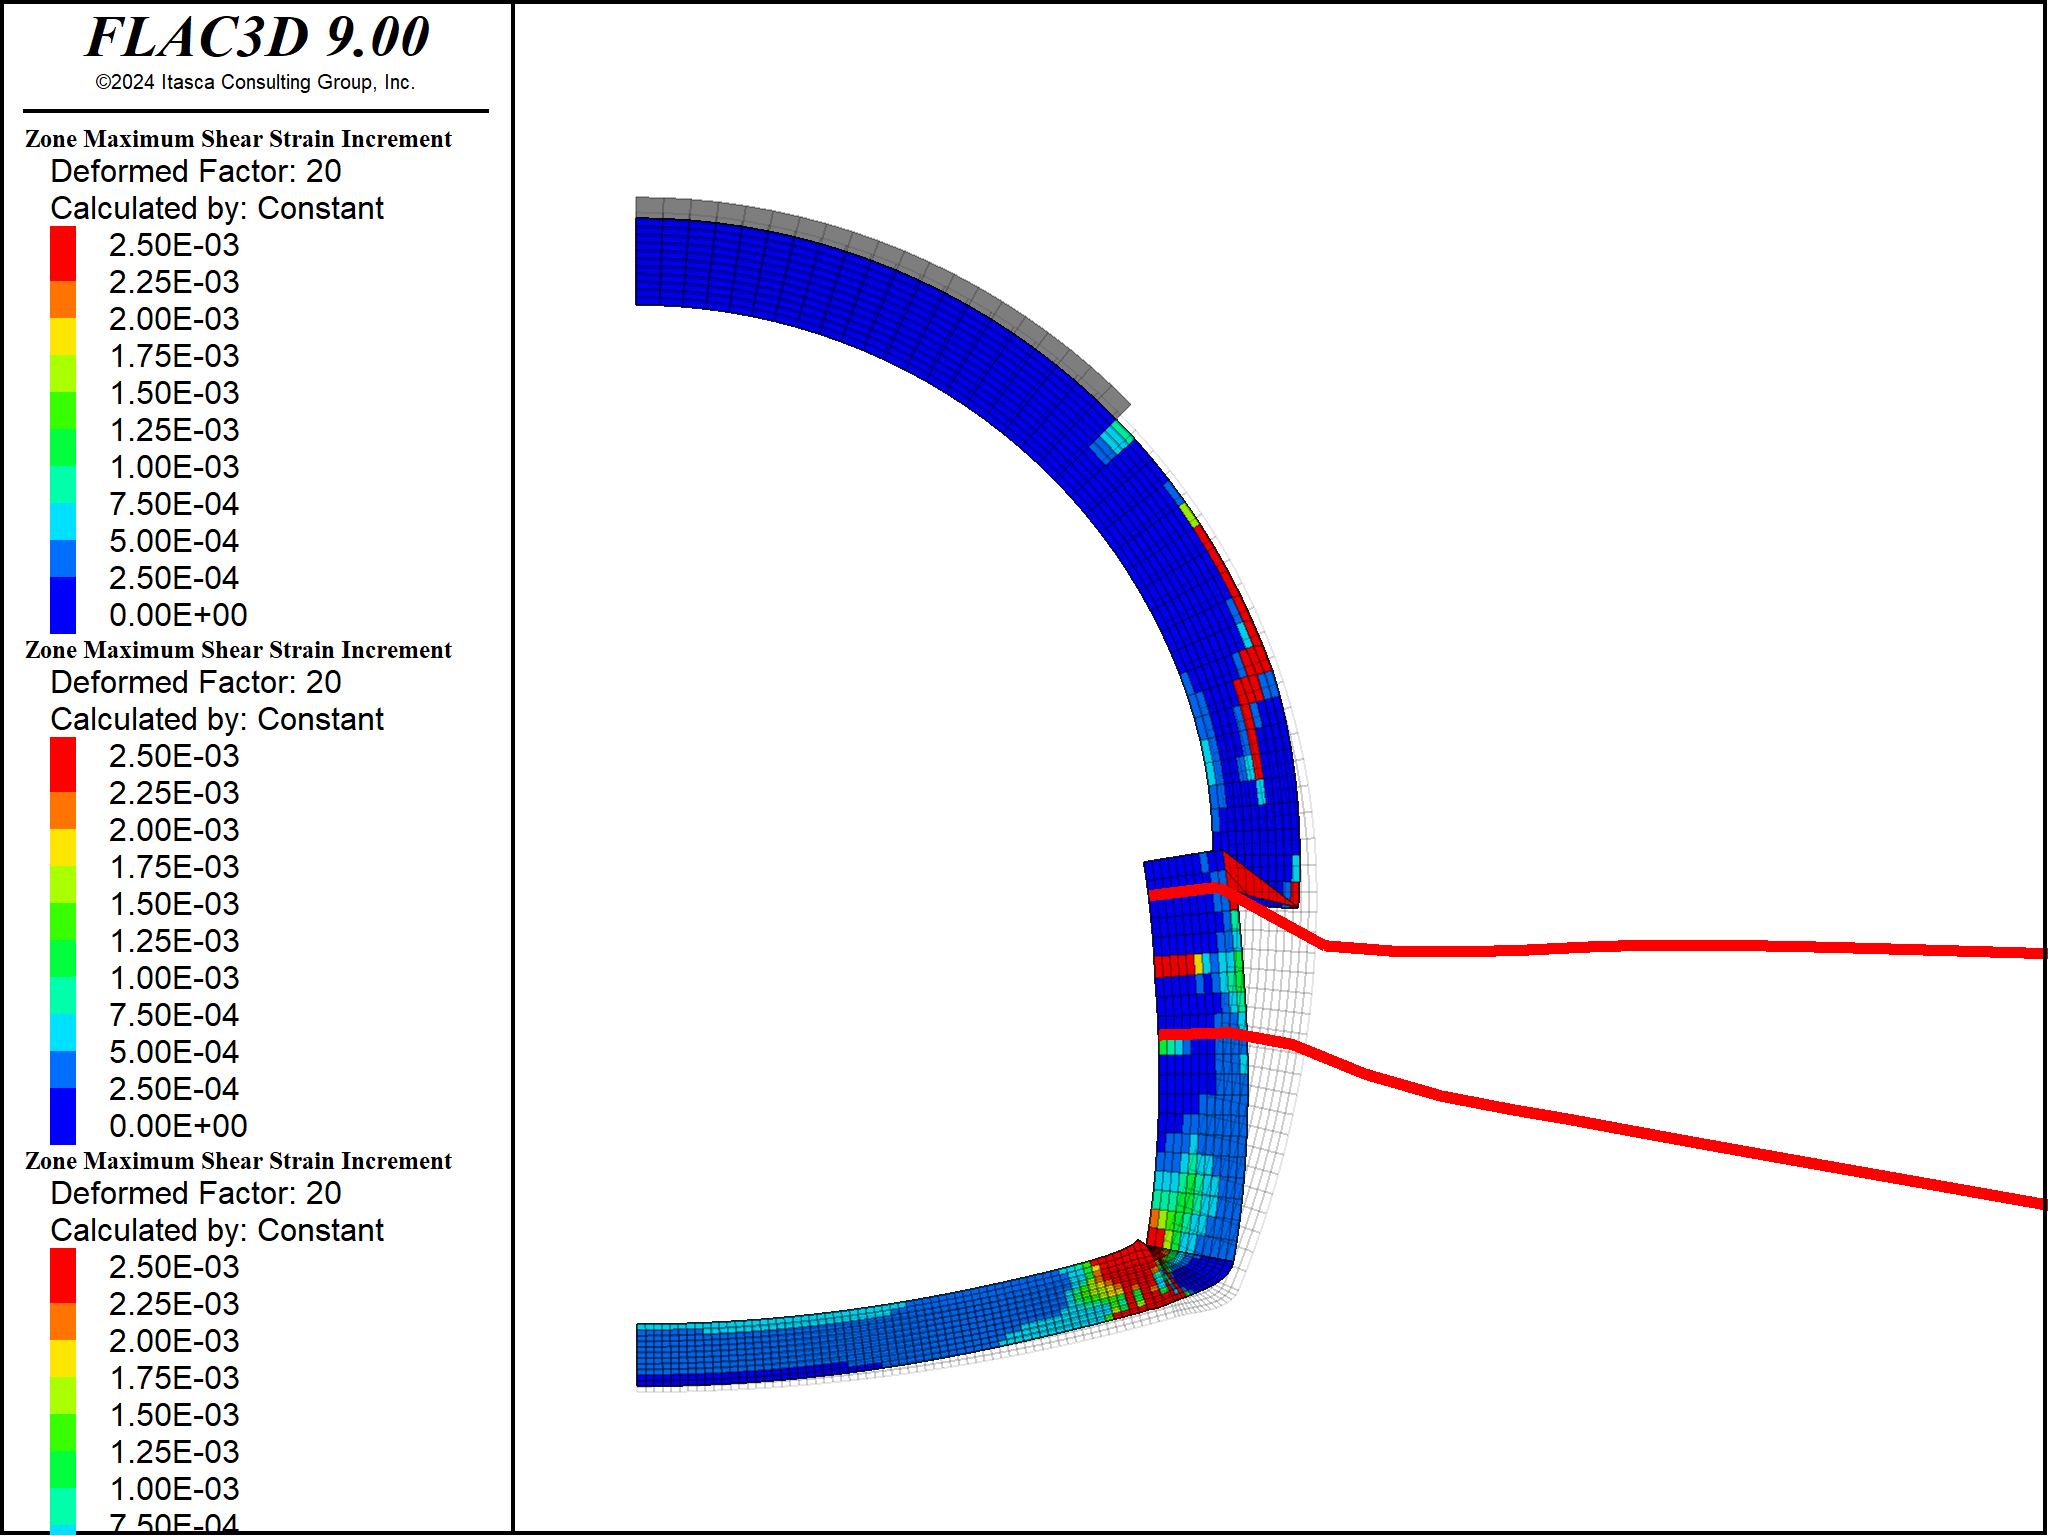 FLAC3D 9.00
©2024 Itasca Consulting Group, Inc.
Zone Maximum Shear Strain Increment
Deformed Factor: 20
Calculated by: Constant
2.50E-03
2.25E-03
2.00E-03
1.75E-03
1.50E-03
1.25E-03
1.00E-03
7.50E-04
5.00E-04
2.50E-04
0.00E+00
Zone Maximum Shear Strain Increment
Deformed Factor: 20
Calculated by: Constant
2.50E-03
2.25E-03
2.00E-03
1.75E-03
1.50E-03
1.25E-03
1.00E-03
7.50E-04
5.00E-04
2.50E-04
0.00E+00
Zone Maximum Shear Strain Increment
Deformed Factor: 20
Calculated by: Constant
2.50E-03
2.25E-03
2.00E-03
1.75E-03
1.50E-03
1.25E-03
1.00E-03
7.50E-04